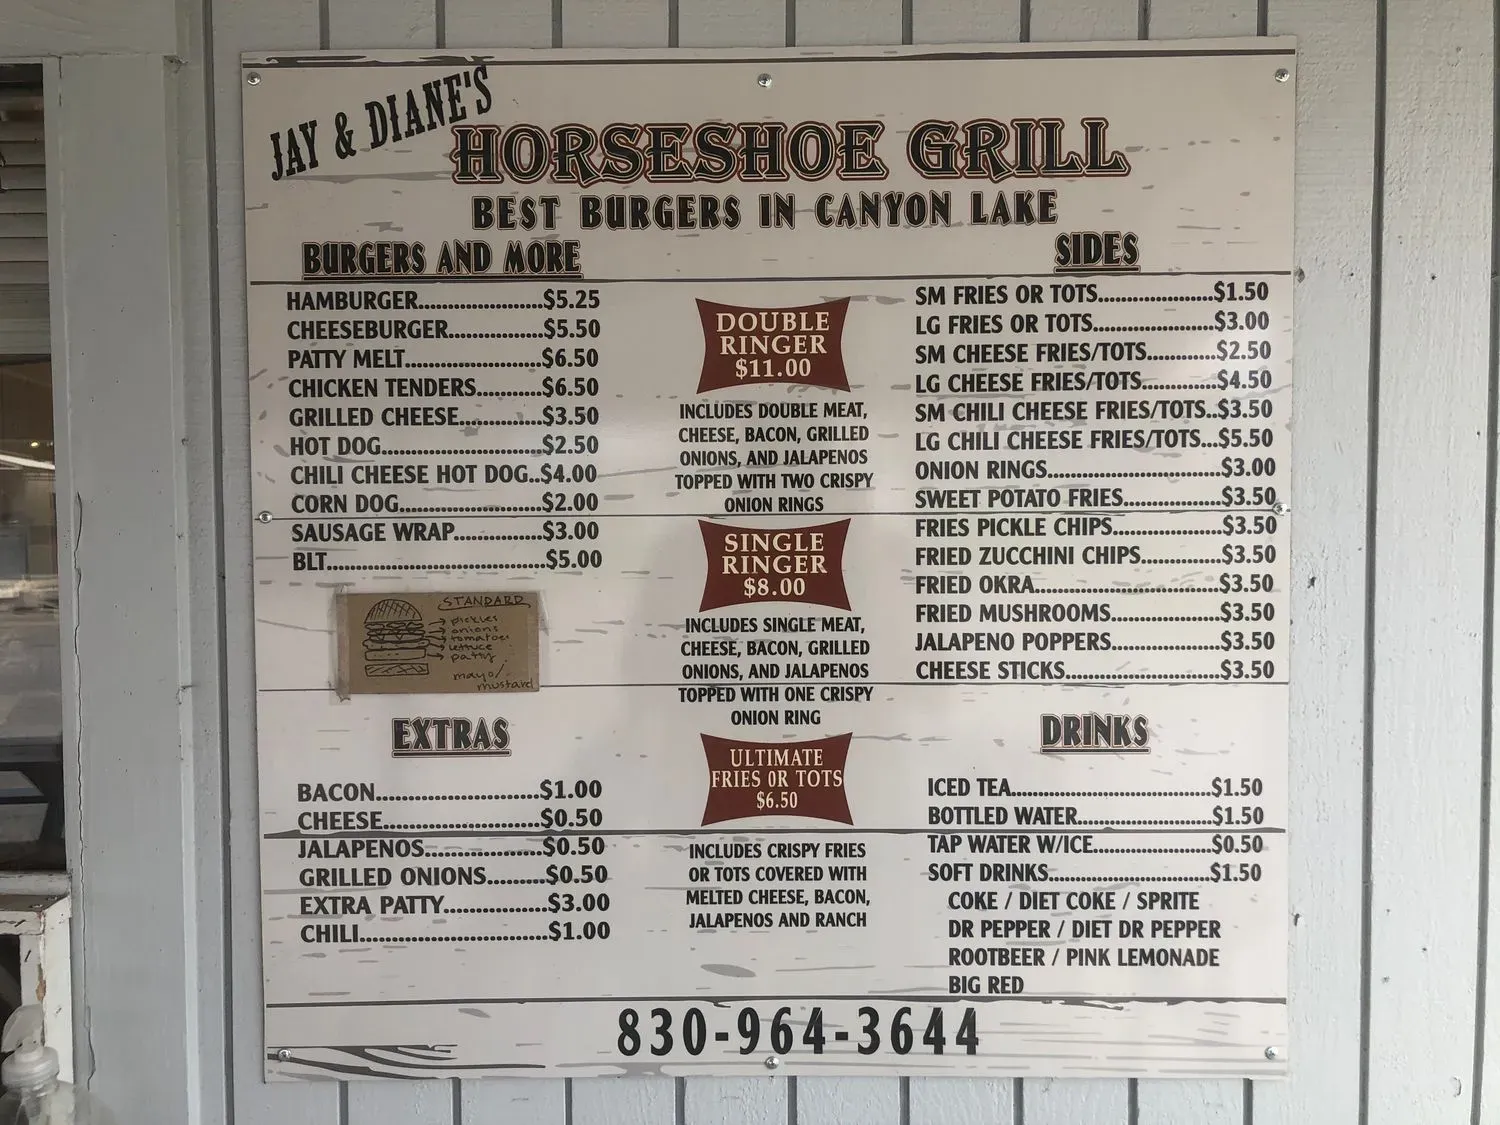 JAY & DIANE'S
HORSESHOE GRILL
BEST BURGERS IN CANYON LAKE
BURGERS AND MORE
HAMBURGER......................$5.25
CHEESEBURGER.................$5.50
PATTY MELT........................$6.50
CHICKEN TENDERS............$6.50
GRILLED CHEESE...............$3.50
HOT DOG............................$2.50
CHILI CHEESE HOT DOG..$4.00
CORN DOG.........................$2.00
SAUSAGE WRAP................$3.00
BLT.......................................$5.00
STANDARD
pickles
onions
tomatoes
lettuce
patty
mayo/
mustard
EXTRAS
BACON.............................$1.00
CHEESE............................$0.50
JALAPENOS.....................$0.50
GRILLED ONIONS..........$0.50
EXTRA PATTY..................$3.00
CHILI.................................$1.00
DOUBLE
RINGER
$11.00
INCLUDES DOUBLE MEAT,
CHEESE, BACON, GRILLED
ONIONS, AND JALAPENOS
TOPPED WITH TWO CRISPY
ONION RINGS
SINGLE
RINGER
$8.00
INCLUDES SINGLE MEAT,
CHEESE, BACON, GRILLED
ONIONS, AND JALAPENOS
TOPPED WITH ONE CRISPY
ONION RING
ULTIMATE
FRIES OR TOTS
$6.50
INCLUDES CRISPY FRIES
OR TOTS COVERED WITH
MELTED CHEESE, BACON,
JALAPENOS AND RANCH
SIDES
SM FRIES OR TOTS.....................$1.50
LG FRIES OR TOTS......................$3.00
SM CHEESE FRIES/TOTS............$2.50
LG CHEESE FRIES/TOTS.............$4.50
SM CHILI CHEESE FRIES/TOTS..$3.50
LG CHILI CHEESE FRIES/TOTS...$5.50
ONION RINGS..............................$3.00
SWEET POTATO FRIES.................$3.50
FRIES PICKLE CHIPS...................$3.50
FRIED ZUCCHINI CHIPS..............$3.50
FRIED OKRA................................$3.50
FRIED MUSHROOMS...................$3.50
JALAPENO POPPERS...................$3.50
CHEESE STICKS...........................$3.50
DRINKS
ICED TEA.......................................$1.50
BOTTLED WATER..........................$1.50
TAP WATER W/ICE.......................$0.50
SOFT DRINKS...............................$1.50
COKE / DIET COKE / SPRITE
DR PEPPER / DIET DR PEPPER
ROOTBEER / PINK LEMONADE
BIG RED
830-964-3644